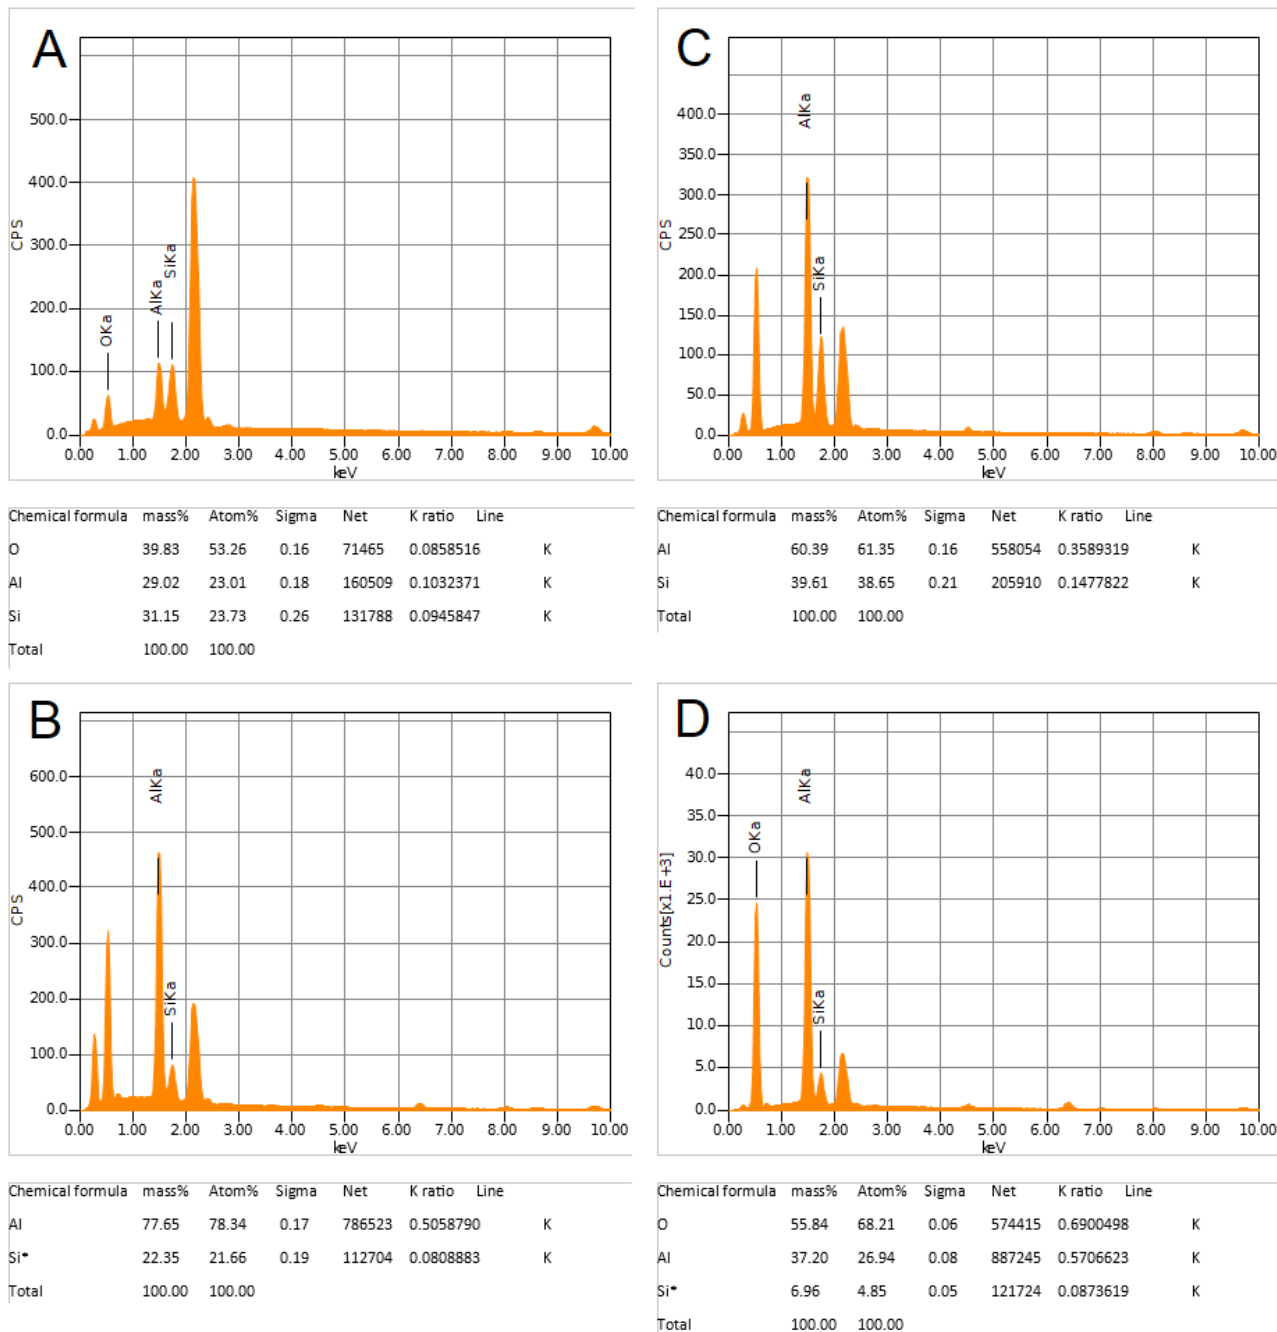 A
500.0
400.0
300.0
200.0
100.0
0.0
CPS
OKa
AlKa
SiKa
0.00 1.00 2.00 3.00 4.00 5.00 6.00 7.00 8.00 9.00 10.00
keV
Chemical formula mass% Atom% Sigma Net K ratio Line
O 39.83 53.26 0.16 71465 0.0858516 K
Al 29.02 23.01 0.18 160509 0.1032371 K
Si 31.15 23.73 0.26 131788 0.0945847 K
Total 100.00 100.00
B
600.0
500.0
400.0
300.0
200.0
100.0
0.0
CPS
AlKa
SiKa
0.00 1.00 2.00 3.00 4.00 5.00 6.00 7.00 8.00 9.00 10.00
keV
Chemical formula mass% Atom% Sigma Net K ratio Line
Al 77.65 78.34 0.17 786523 0.5058790 K
Si* 22.35 21.66 0.19 112704 0.0808883 K
Total 100.00 100.00
C
400.0
350.0
300.0
250.0
200.0
150.0
100.0
50.0
0.0
CPS
AlKa
SiKa
0.00 1.00 2.00 3.00 4.00 5.00 6.00 7.00 8.00 9.00 10.00
keV
Chemical formula mass% Atom% Sigma Net K ratio Line
Al 60.39 61.35 0.16 558054 0.3589319 K
Si 39.61 38.65 0.21 205910 0.1477822 K
Total 100.00 100.00
D
40.0
35.0
30.0
25.0
20.0
15.0
10.0
5.0
0.0
Counts[x1.E+3]
OKa
AlKa
SiKa
0.00 1.00 2.00 3.00 4.00 5.00 6.00 7.00 8.00 9.00 10.00
keV
Chemical formula mass% Atom% Sigma Net K ratio Line
O 55.84 68.21 0.06 574415 0.6900498 K
Al 37.20 26.94 0.08 887245 0.5706623 K
Si* 6.96 4.85 0.05 121724 0.0873619 K
Total 100.00 100.00